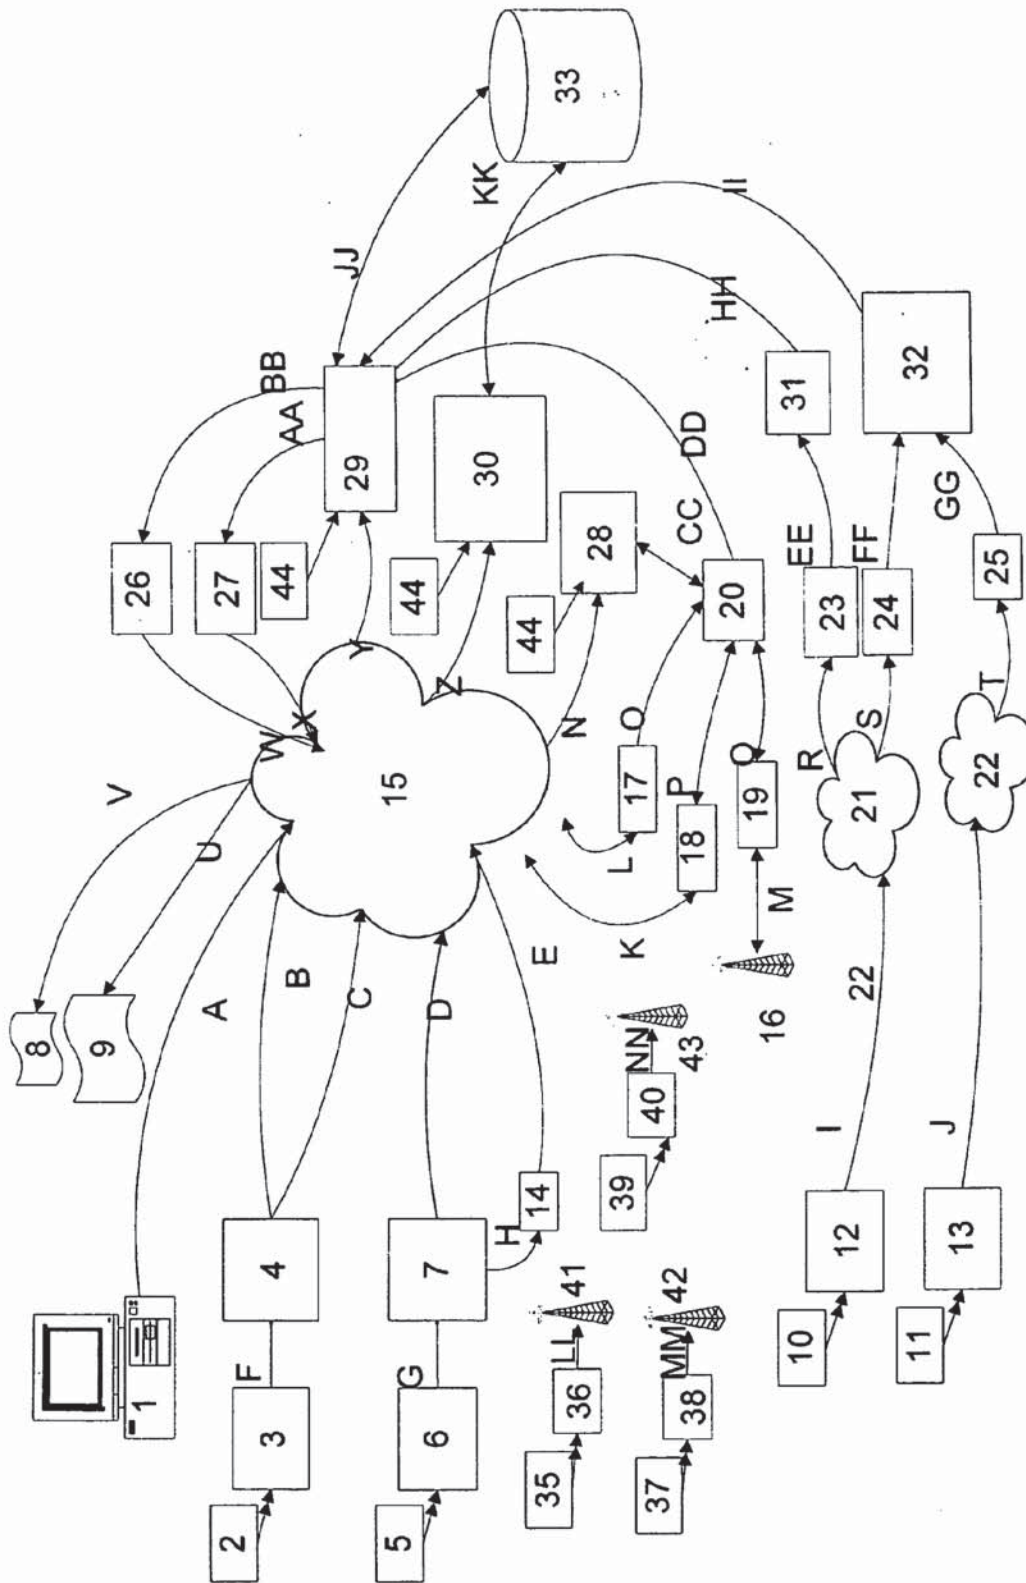 1
2
3
F
4
A
B
C
8
9
V
U
W
X
5
6
G
7
H
14
D
E
15
26
27
44
BB
AA
29
JJ
Y
Z
44
30
KK
33
N
44
28
CC
DD
35
36
LL
41
37
38
MM
42
39
40
NN
43
16
K
L
M
17
18
19
O
P
Q
20
HH
II
10
12
I
22
21
R
S
23
24
EE
FF
31
32
11
13
J
22
T
25
GG